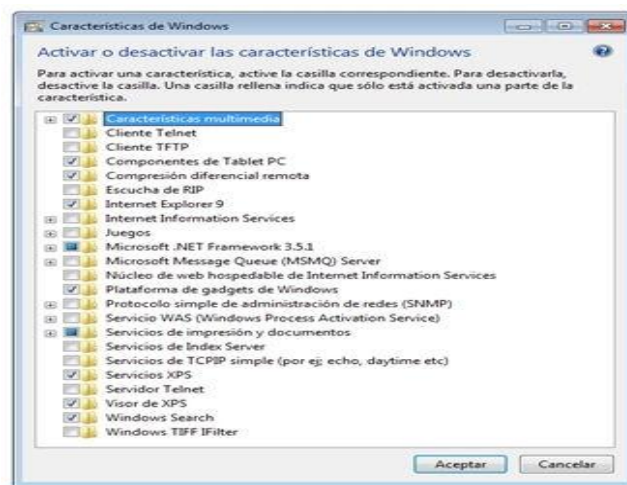 Características de Windows
Activar o desactivar las características de Windows
Para activar una característica, active la casilla correspondiente. Para desactivarla,
desactive la casilla. Una casilla rellena indica que sólo está activada una parte de la
característica.
Características multimedia
Cliente Telnet
Cliente TFTP
Componentes de Tablet PC
Compresión diferencial remota
Escucha de RIP
Internet Explorer 9
Internet Information Services
Juegos
Microsoft .NET Framework 3.5.1
Microsoft Message Queue (MSMQ) Server
Núcleo de web hospedable de Internet Information Services
Plataforma de gadgets de Windows
Protocolo simple de administración de redes (SNMP)
Servicio WAS (Windows Process Activation Service)
Servicios de impresión y documentos
Servicios de Index Server
Servicios de TCPIP simple (por ej; echo, daytime etc)
Servicios XPS
Servidor Telnet
Visor de XPS
Windows Search
Windows TIFF IFilter
Aceptar
Cancelar